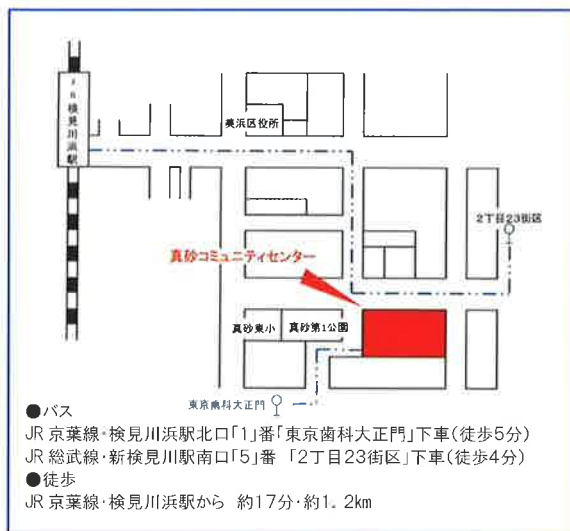 JR検見川浜駅
美浜区役所
2丁目23街区
真砂コミュニティセンター
真砂東小
真砂第1公園
東京歯科大正門
●バス
JR 京葉線・検見川浜駅北口「1」番「東京歯科大正門」下車(徒歩5分)
JR 総武線・新検見川駅南口「5」番 「2丁目23街区」下車(徒歩4分)
●徒歩
JR 京葉線・検見川浜駅から 約17分・約1. 2km